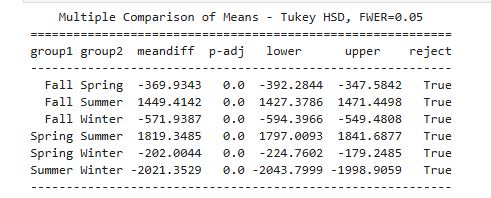 Multiple Comparison of Means - Tukey HSD, FWER=0.05
==============================================================
group1 group2 meandiff p-adj lower upper reject
--------------------------------------------------------------
Fall Spring -369.9343 0.0 -392.2844 -347.5842 True
Fall Summer 1449.4142 0.0 1427.3786 1471.4498 True
Fall Winter -571.9387 0.0 -594.3966 -549.4808 True
Spring Summer 1819.3485 0.0 1797.0093 1841.6877 True
Spring Winter -202.0044 0.0 -224.7602 -179.2485 True
Summer Winter -2021.3529 0.0 -2043.7999 -1998.9059 True
--------------------------------------------------------------